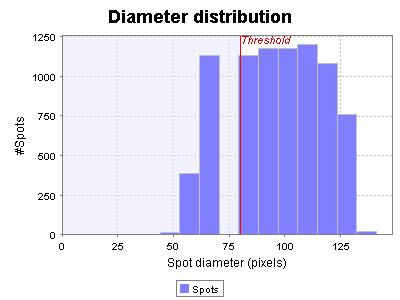 Diameter distribution
Threshold
#Spots
1250
1000
750
500
250
0
0 25 50 75 100 125
Spot diameter (pixels)
Spots